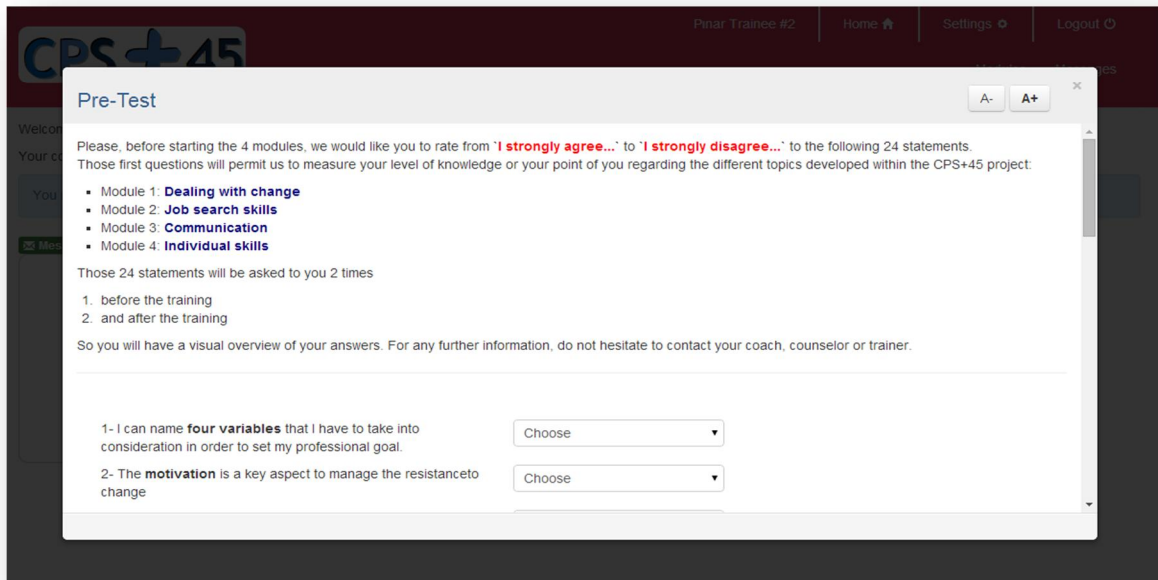 Pinar Trainee #2 Home Settings Logout
CPS+45
Pre-Test
A- A+ ×
Please, before starting the 4 modules, we would like you to rate from `I strongly agree...` to `I strongly disagree...` to the following 24 statements.
Those first questions will permit us to measure your level of knowledge or your point of you regarding the different topics developed within the CPS+45 project:
▪ Module 1: Dealing with change
▪ Module 2: Job search skills
▪ Module 3: Communication
▪ Module 4: Individual skills
Those 24 statements will be asked to you 2 times
1. before the training
2. and after the training
So you will have a visual overview of your answers. For any further information, do not hesitate to contact your coach, counselor or trainer.
1- I can name four variables that I have to take into
consideration in order to set my professional goal.
Choose
2- The motivation is a key aspect to manage the resistanceto
change
Choose